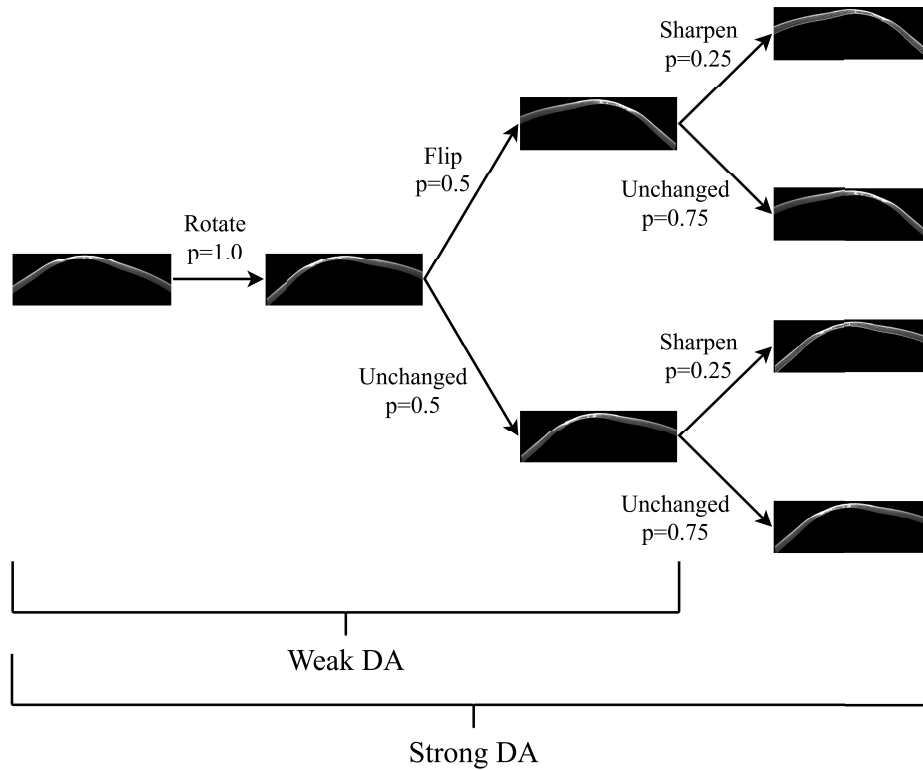 Sharpen
p=0.25
Flip
p=0.5
Unchanged
p=0.75
Rotate
p=1.0
Sharpen
p=0.25
Unchanged
p=0.5
Unchanged
p=0.75
Weak DA
Strong DA